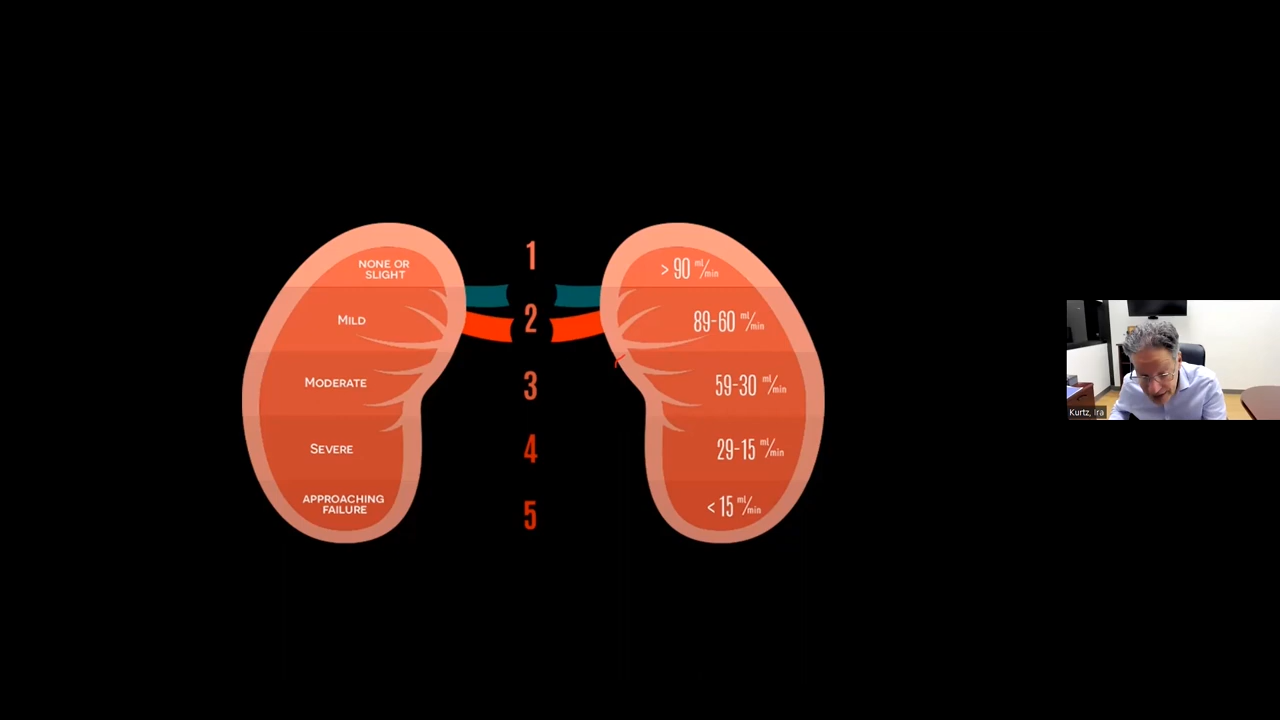 1
NONE OR
SLIGHT
> 90 ml/min
2
MILD
89-60 ml/min
3
MODERATE
59-30 ml/min
4
SEVERE
29-15 ml/min
5
APPROACHING
FAILURE
< 15 ml/min
Kurtz, Ira